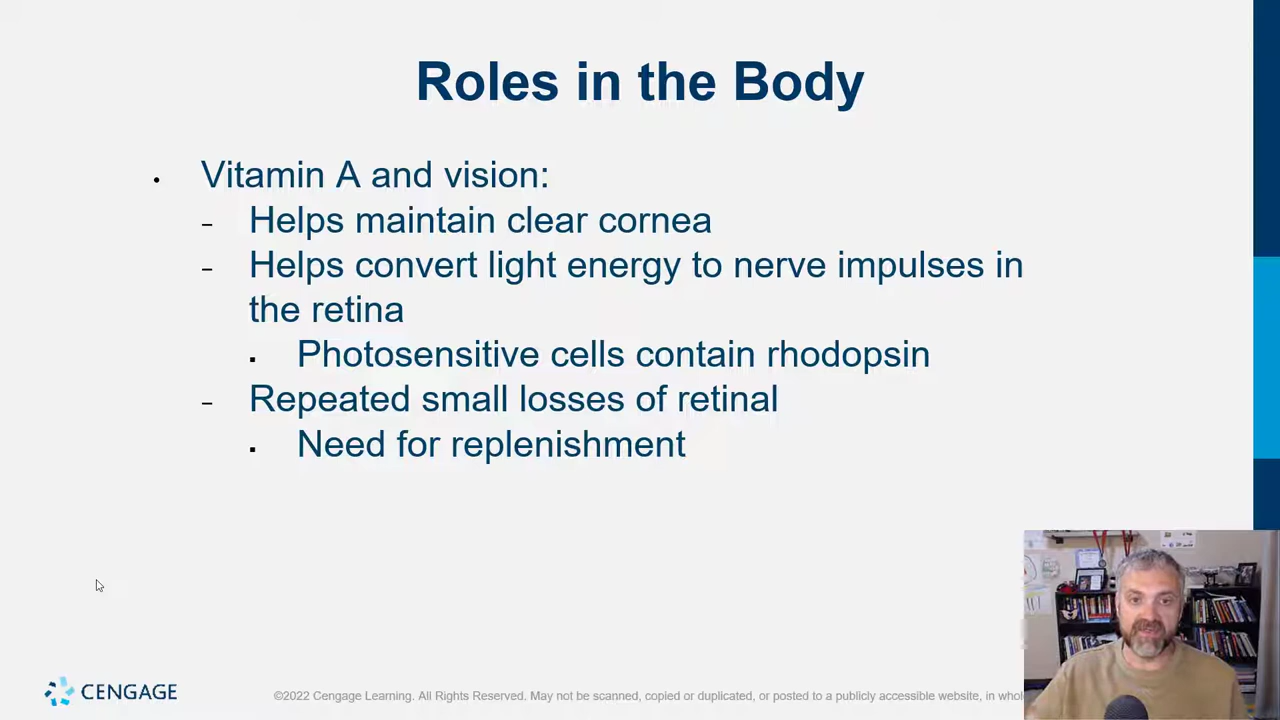 Roles in the Body
• Vitamin A and vision:
– Helps maintain clear cornea
– Helps convert light energy to nerve impulses in
the retina
▪ Photosensitive cells contain rhodopsin
– Repeated small losses of retinal
▪ Need for replenishment
CENGAGE
©2022 Cengage Learning. All Rights Reserved. May not be scanned, copied or duplicated, or posted to a publicly accessible website, in